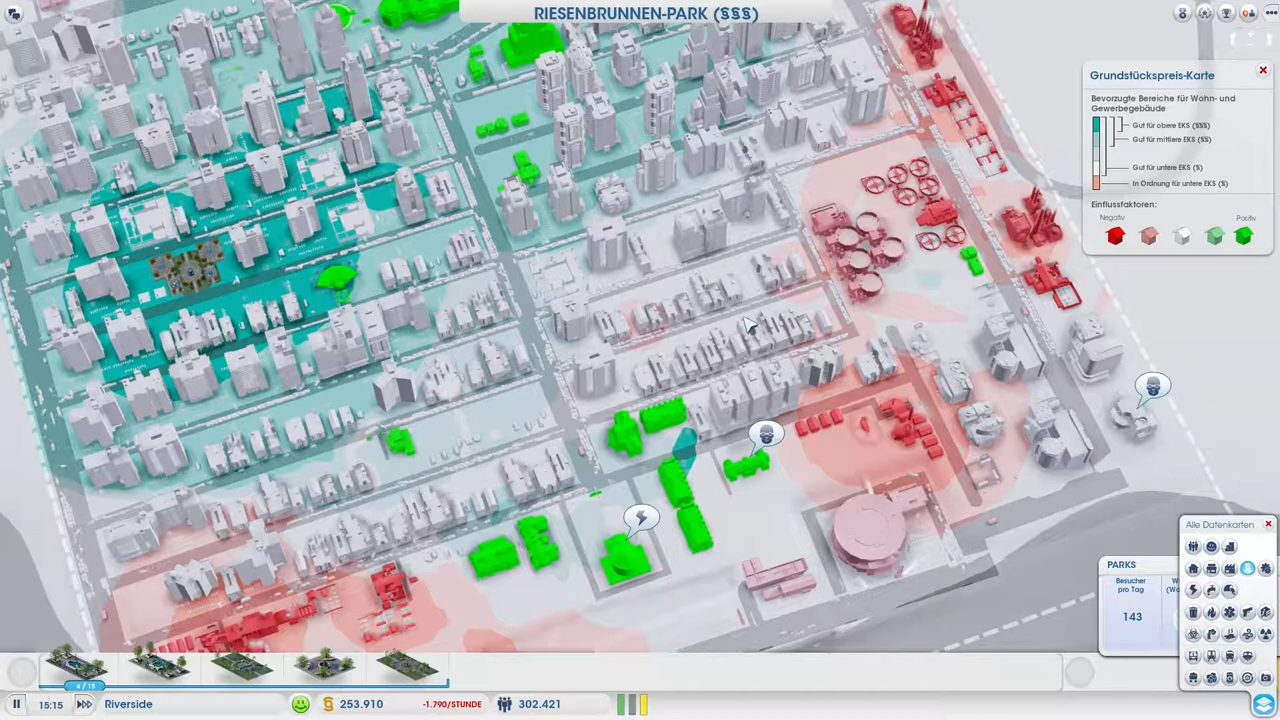 RIESENBRUNNEN-PARK (§§§)
Grundstückspreis-Karte
Bevorzugte Bereiche für Wohn- und
Gewerbegebäude
Gut für obere EKS (§§§)
Gut für mittlere EKS (§§)
Gut für untere EKS (§)
In Ordnung für untere EKS (§)
Einflussfaktoren:
Negativ
Positiv
Alle Datenkarten
PARKS
Besucher
pro Tag
143
4 / 15
15:15
Riverside
253.910
-1.790/STUNDE
302.421